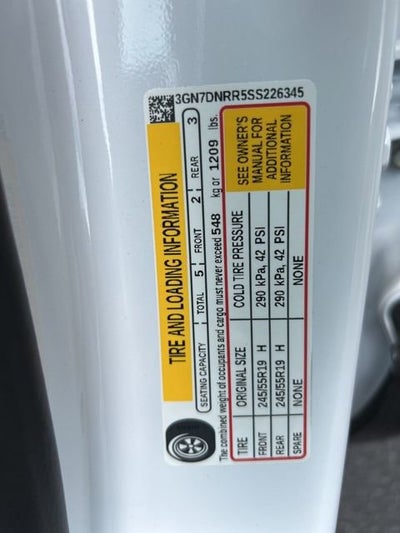 3GN7DNRR5SS226345
TIRE AND LOADING INFORMATION
SEATING CAPACITY TOTAL 5 FRONT 2 REAR 3
The combined weight of occupants and cargo must never exceed 548 kg or 1209 lbs.
TIRE ORIGINAL SIZE COLD TIRE PRESSURE
FRONT 245/55R19 H 290 kPa, 42 PSI
REAR 245/55R19 H 290 kPa, 42 PSI
SPARE NONE NONE
SEE OWNER'S
MANUAL FOR
ADDITIONAL
INFORMATION